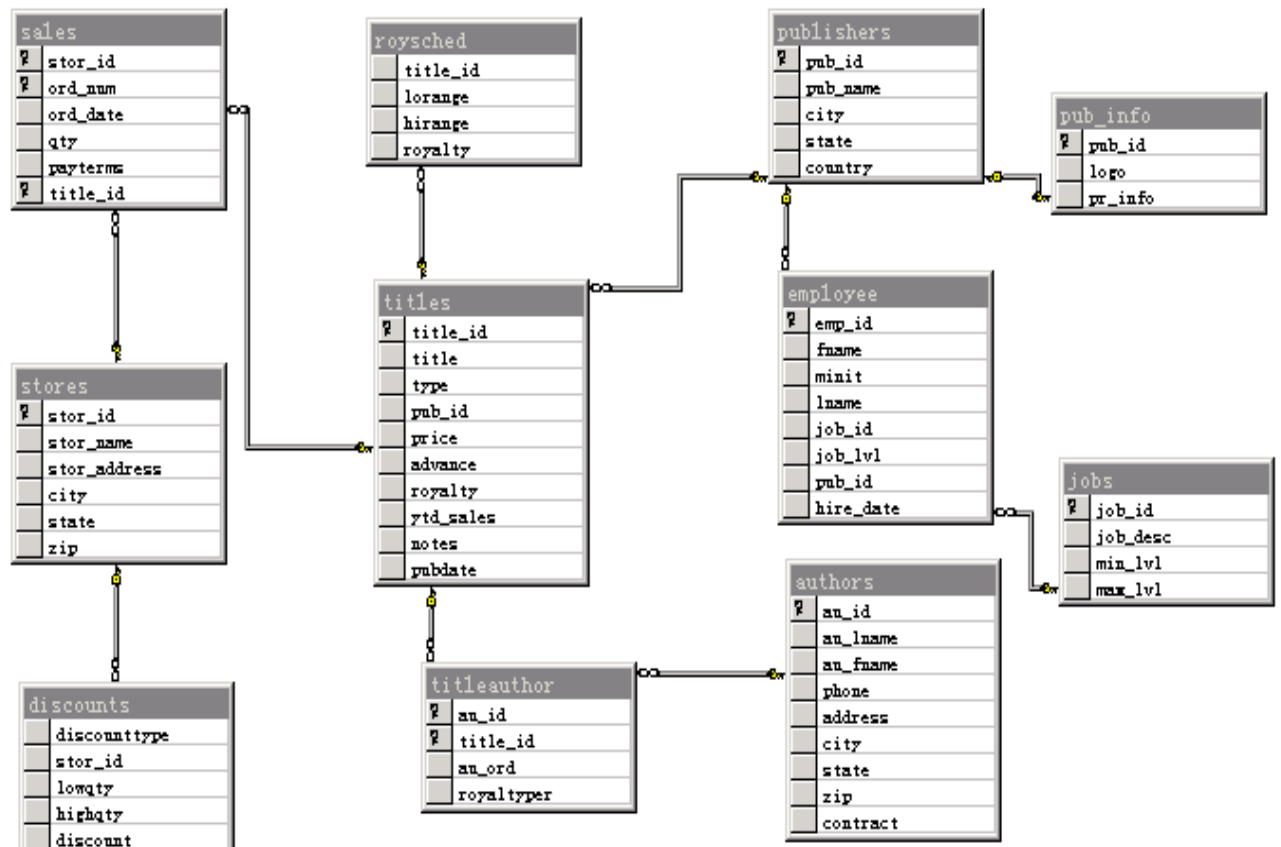 sales
stor_id
ord_num
ord_date
qty
payterms
title_id
roysched
title_id
lorange
hirange
royalty
publishers
pub_id
pub_name
city
state
country
pub_info
pub_id
logo
pr_info
titles
title_id
title
type
pub_id
price
advance
royalty
ytd_sales
notes
pubdate
employee
emp_id
fname
minit
lname
job_id
job_lvl
pub_id
hire_date
stores
stor_id
stor_name
stor_address
city
state
zip
jobs
job_id
job_desc
min_lvl
max_lvl
authors
au_id
au_lname
au_fname
phone
address
city
state
zip
contract
titleauthor
au_id
title_id
au_ord
royaltyper
discounts
discounttype
stor_id
lowqty
highqty
discount